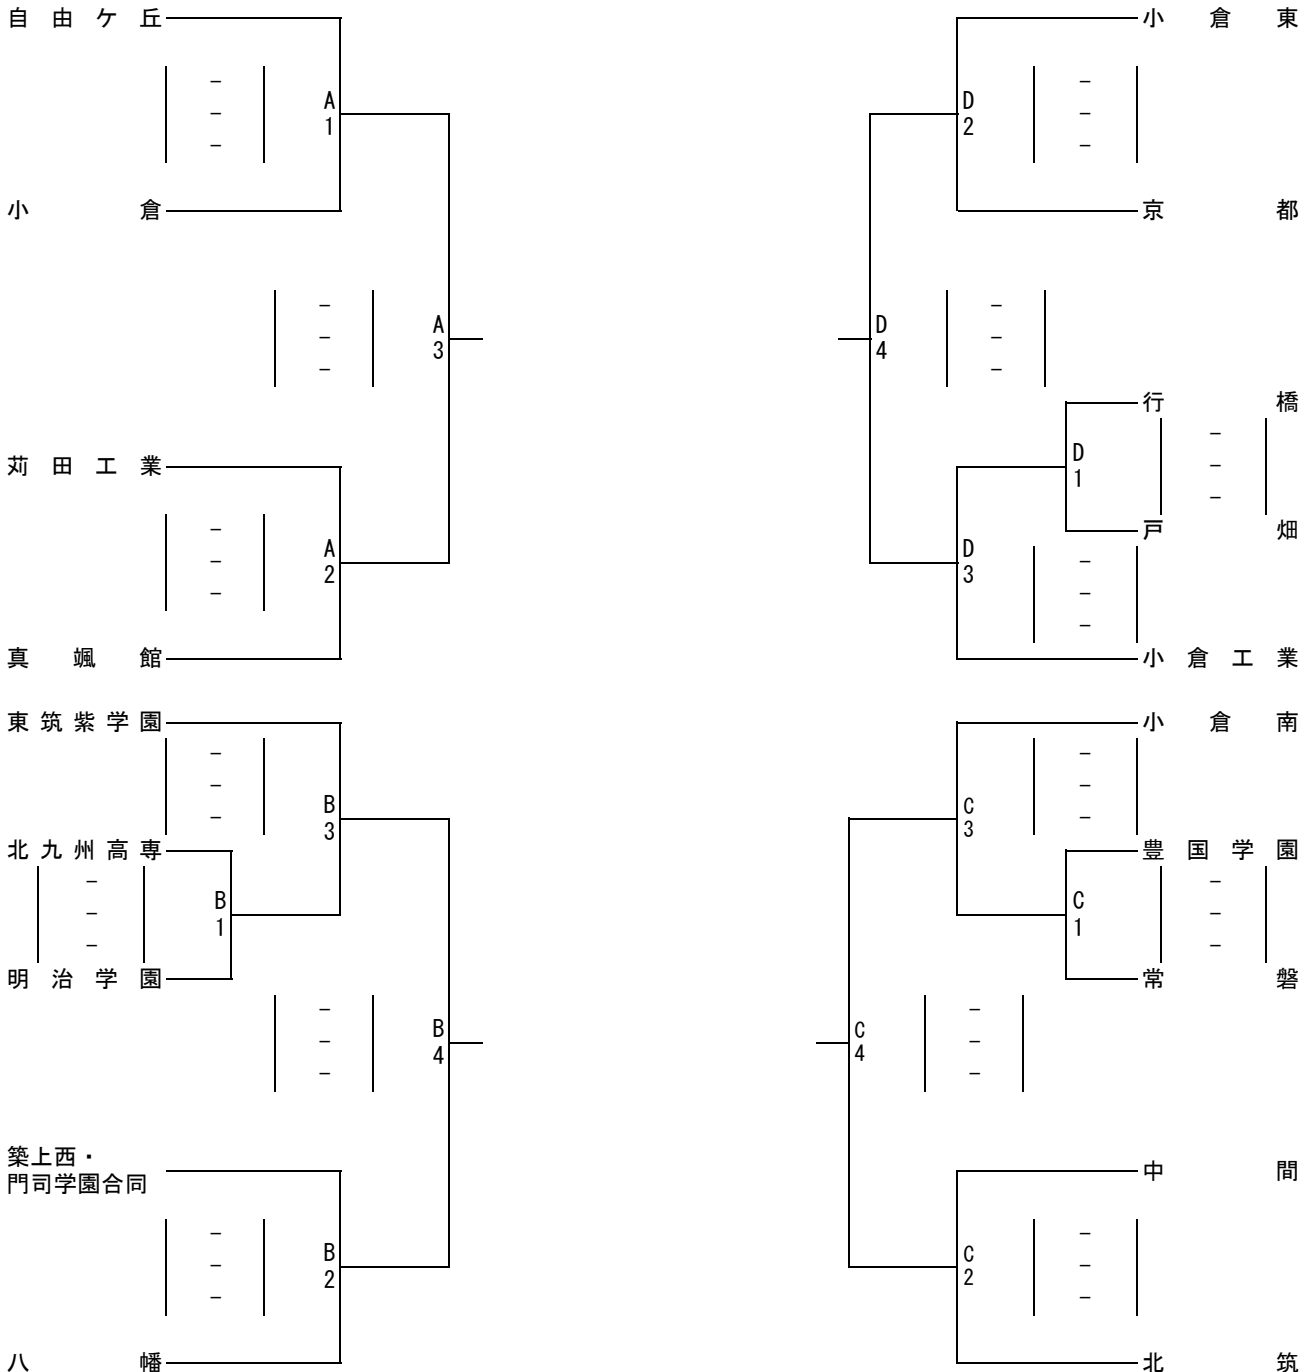 自由ケ丘
小倉東
-
-
-
A
1
D
2
-
-
-
小倉
京都
-
-
-
A
3
D
4
-
-
-
行橋
苅田工業
D
1
-
-
-
戸畑
-
-
-
A
2
D
3
-
-
-
真颯館
小倉工業
東筑紫学園
小倉南
-
-
-
B
3
C
3
-
-
-
北九州高専
豊国学園
-
-
-
B
1
C
1
-
-
-
明治学園
常磐
-
-
-
B
4
C
4
-
-
-
築上西・
門司学園合同
中間
-
-
-
B
2
C
2
-
-
-
八幡
北筑